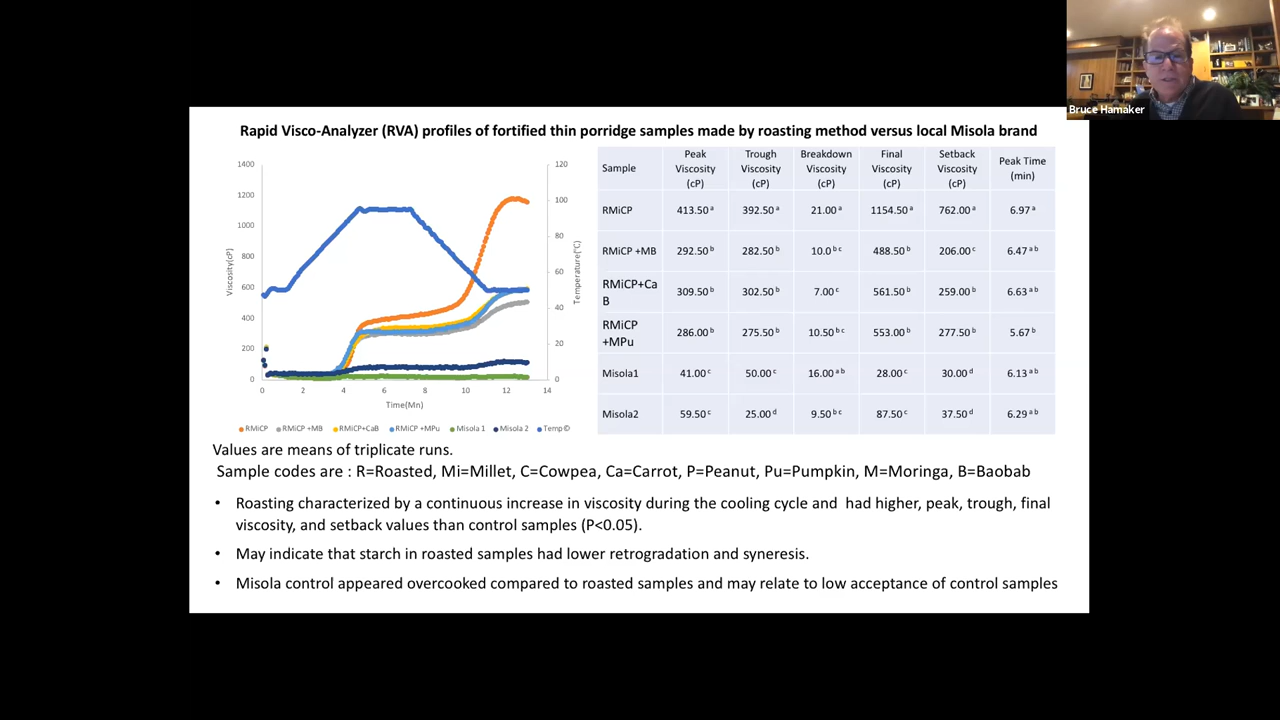 Bruce Hamaker
Rapid Visco-Analyzer (RVA) profiles of fortified thin porridge samples made by roasting method versus local Misola brand
1400
1200
1000
800
600
400
200
0
Viscosity(cP)
120
100
80
60
40
20
0
Temperature(°C)
0 2 4 6 8 10 12 14
Time(Mn)
RMiCP RMiCP +MB RMiCP+CaB RMiCP +MPu Misola 1 Misola 2 Temp©
Sample Peak Viscosity (cP) Trough Viscosity (cP) Breakdown Viscosity (cP) Final Viscosity (cP) Setback Viscosity (cP) Peak Time (min)
RMiCP 413.50 a 392.50 a 21.00 a 1154.50 a 762.00 a 6.97 a
RMiCP +MB 292.50 b 282.50 b 10.0 b c 488.50 b 206.00 c 6.47 a b
RMiCP+Ca B 309.50 b 302.50 b 7.00 c 561.50 b 259.00 b 6.63 a b
RMiCP +MPu 286.00 b 275.50 b 10.50 b c 553.00 b 277.50 b 5.67 b
Misola1 41.00 c 50.00 c 16.00 a b 28.00 c 30.00 d 6.13 a b
Misola2 59.50 c 25.00 d 9.50 b c 87.50 c 37.50 d 6.29 a b
Values are means of triplicate runs.
Sample codes are : R=Roasted, Mi=Millet, C=Cowpea, Ca=Carrot, P=Peanut, Pu=Pumpkin, M=Moringa, B=Baobab
• Roasting characterized by a continuous increase in viscosity during the cooling cycle and had higher, peak, trough, final
viscosity, and setback values than control samples (P<0.05).
• May indicate that starch in roasted samples had lower retrogradation and syneresis.
• Misola control appeared overcooked compared to roasted samples and may relate to low acceptance of control samples